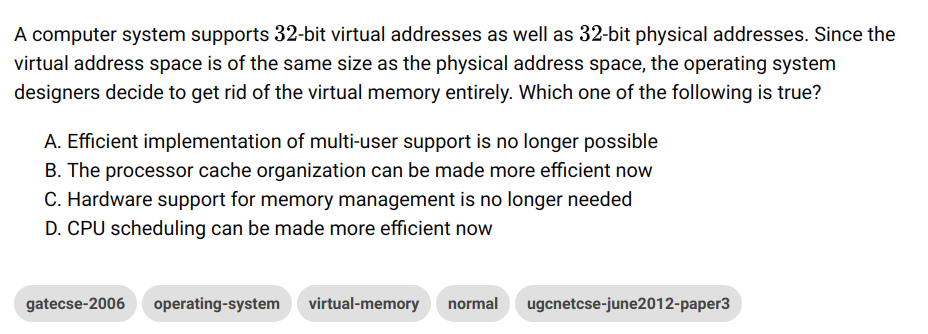 A computer system supports 32-bit virtual addresses as well as 32-bit physical addresses. Since the
virtual address space is of the same size as the physical address space, the operating system
designers decide to get rid of the virtual memory entirely. Which one of the following is true?
A. Efficient implementation of multi-user support is no longer possible
B. The processor cache organization can be made more efficient now
C. Hardware support for memory management is no longer needed
D. CPU scheduling can be made more efficient now
gatecse-2006 operating-system virtual-memory normal ugcnetcse-june2012-paper3